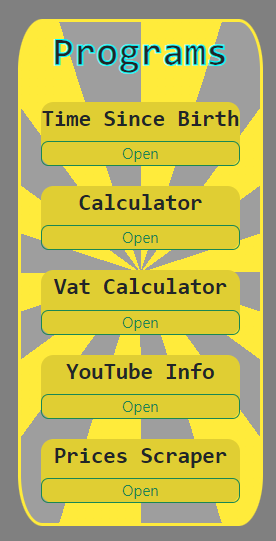 Programs
Time Since Birth
Open
Calculator
Open
Vat Calculator
Open
YouTube Info
Open
Prices Scraper
Open